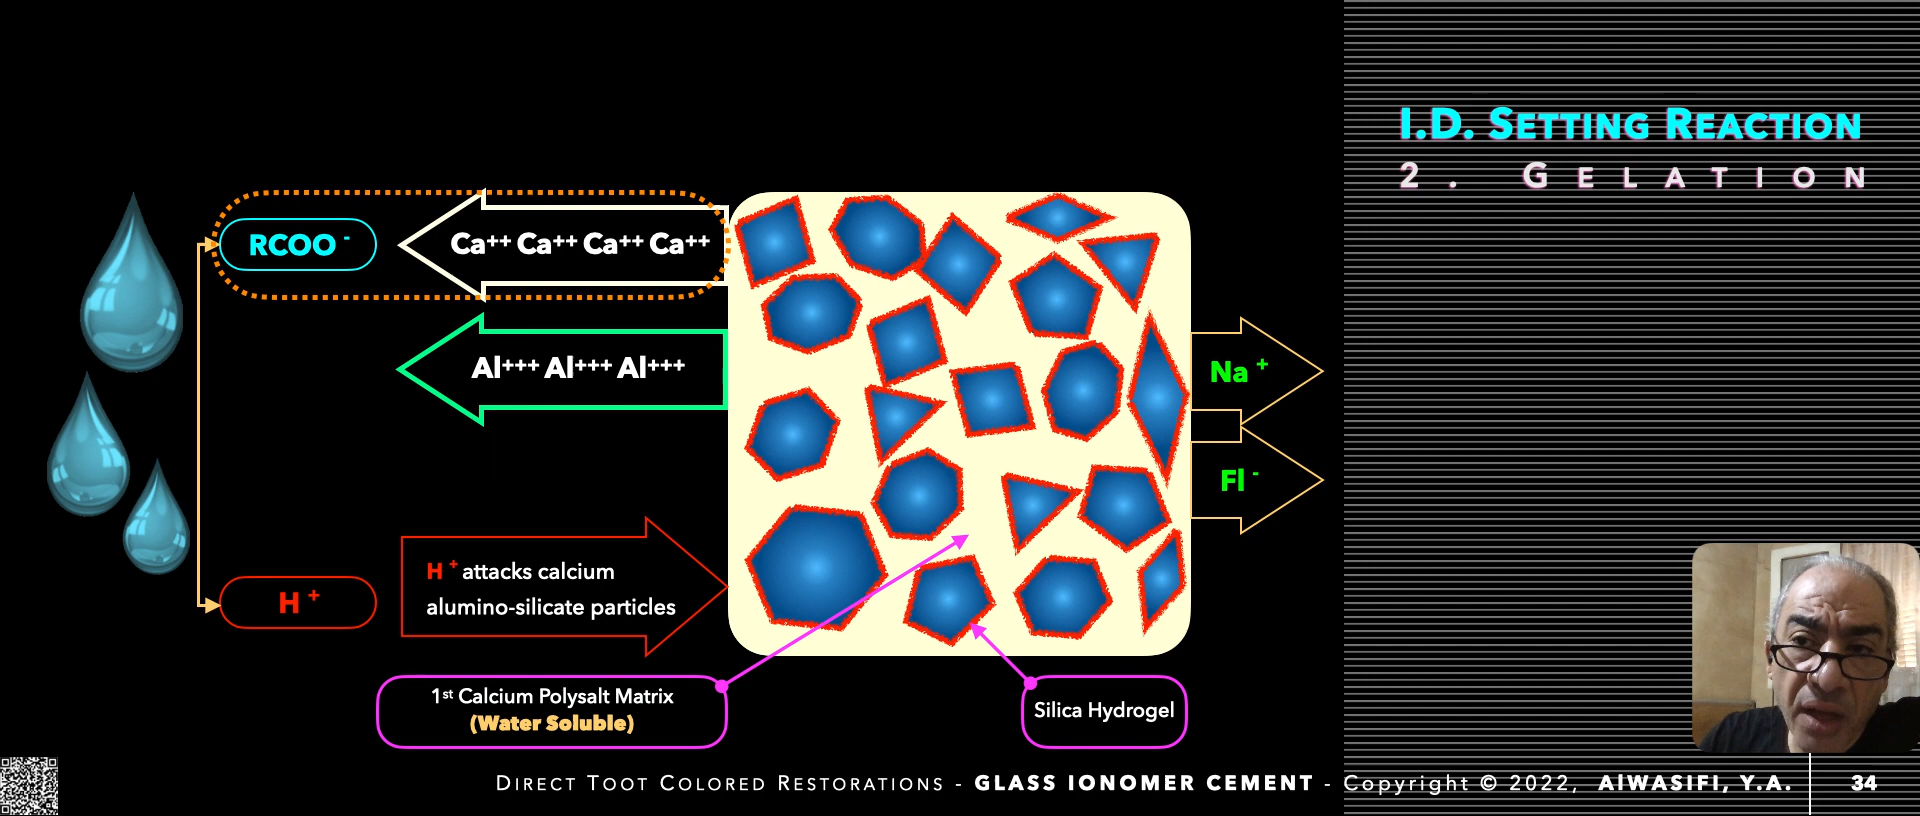 I.D. SETTING REACTION
2. GELATION
RCOO -
Ca++ Ca++ Ca++ Ca++
Al+++ Al+++ Al+++
Na +
Fl -
H +
H + attacks calcium
alumino-silicate particles
1st Calcium Polysalt Matrix
(Water Soluble)
Silica Hydrogel
DIRECT TOOT COLORED RESTORATIONS - GLASS IONOMER CEMENT - Copyright © 2022, AlWASIFI, Y.A. 34